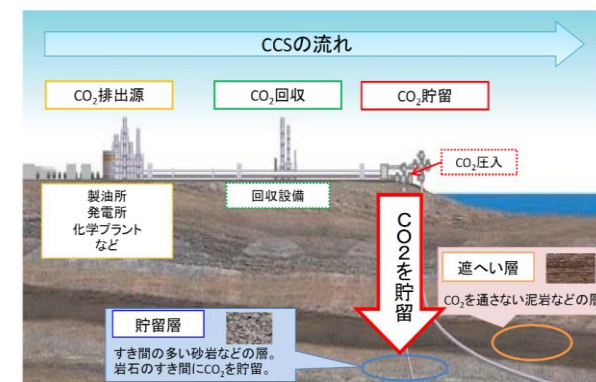 CCSの流れ
CO₂排出源
CO₂回収
CO₂貯留
CO₂圧入
製油所
発電所
化学プラント
など
回収設備
CO2を貯留
遮へい層
CO₂を通さない泥岩などの層
貯留層
すき間の多い砂岩などの層。
岩石のすき間にCO₂を貯留。